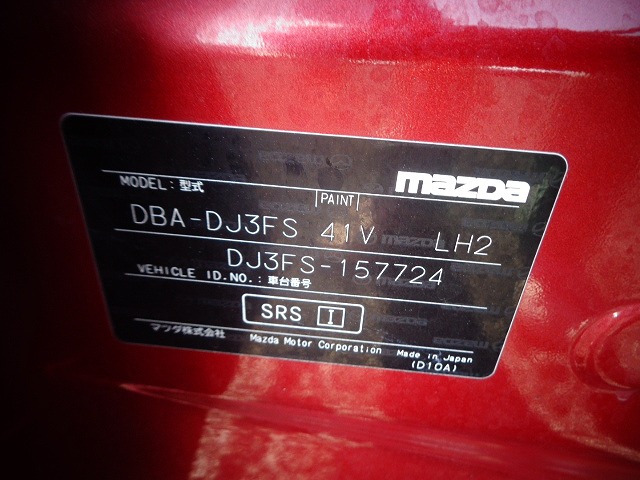 mazda
MODEL: 型式 PAINT
DBA-DJ3FS 41V LH2
DJ3FS-157724
VEHICLE ID.NO.: 車台番号
SRS I
マツダ株式会社 Mazda Motor Corporation Made in Japan
(D10A)